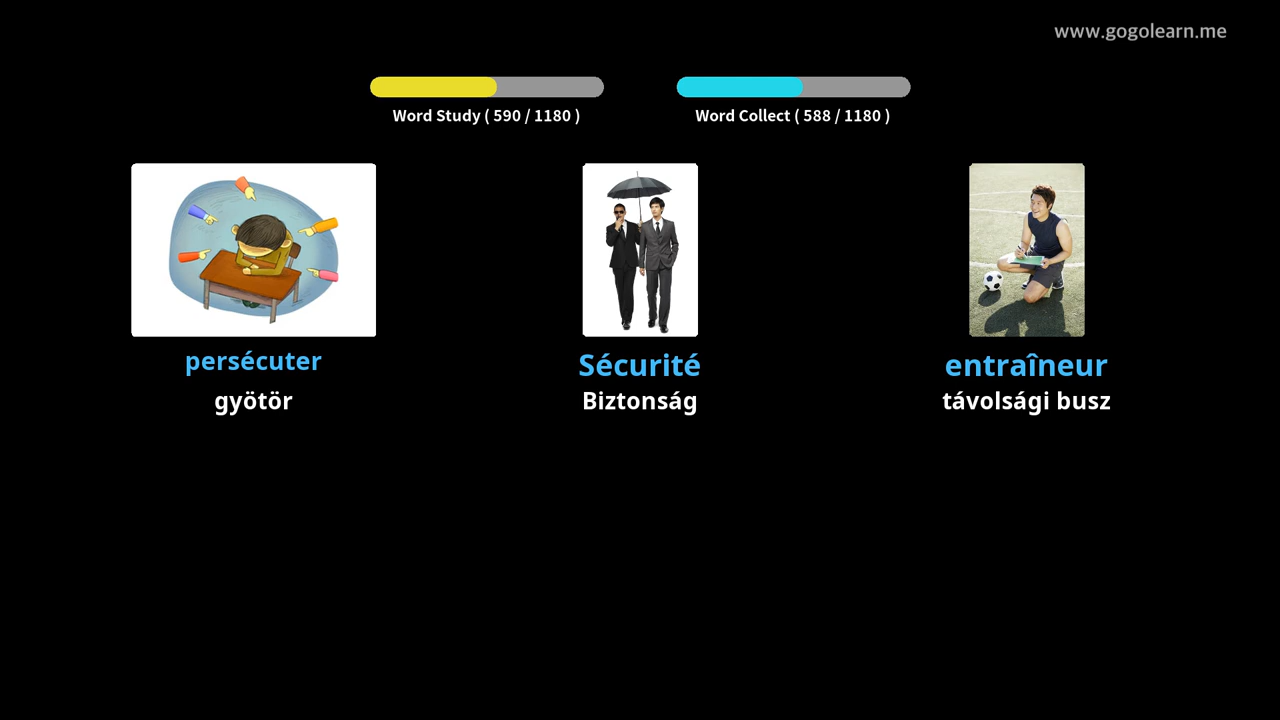 www.gogolearn.me
Word Study ( 590 / 1180 )
Word Collect ( 588 / 1180 )
persécuter
gyötör
Sécurité
Biztonság
entraîneur
távolsági busz